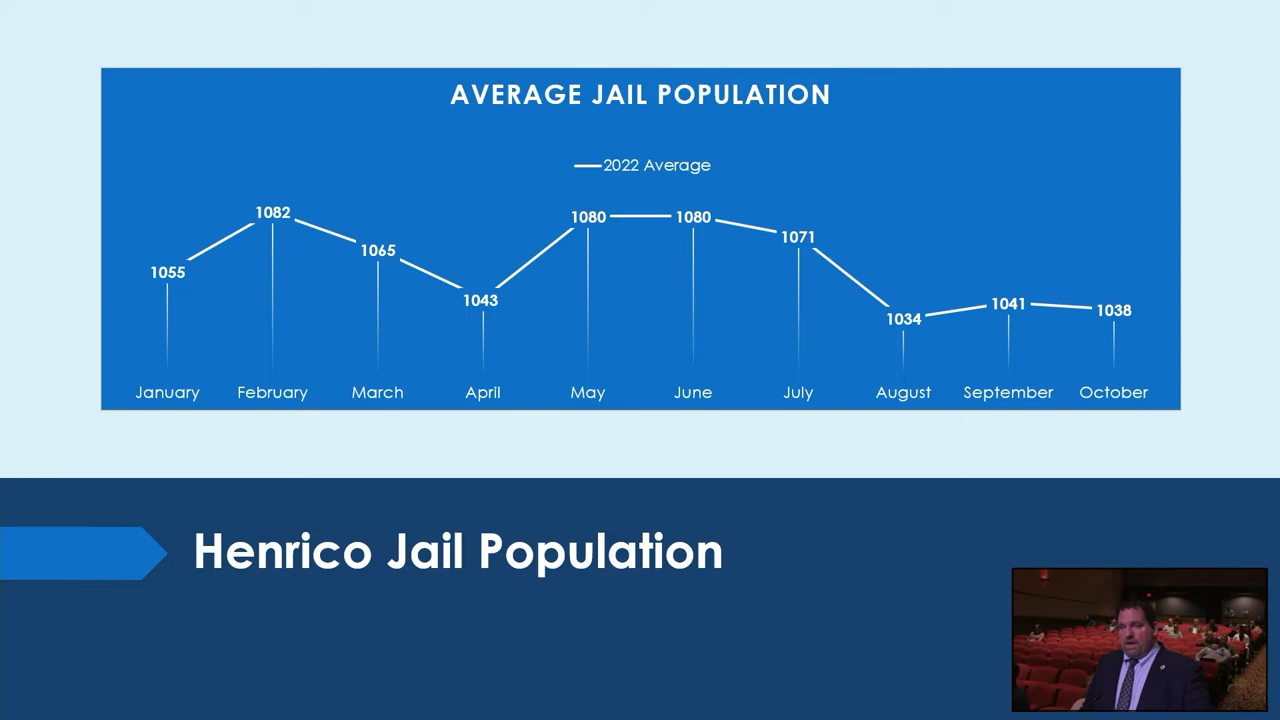 AVERAGE JAIL POPULATION
2022 Average
1055
1082
1065
1043
1080
1080
1071
1034
1041
1038
January
February
March
April
May
June
July
August
September
October
Henrico Jail Population